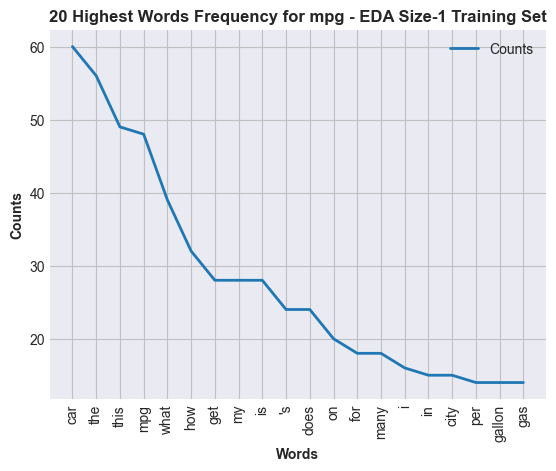 20 Highest Words Frequency for mpg - EDA Size-1 Training Set
Counts
60
50
40
30
20
Counts
car
the
this
mpg
what
how
get
my
is
's
does
on
for
many
i
in
city
per
gallon
gas
Words